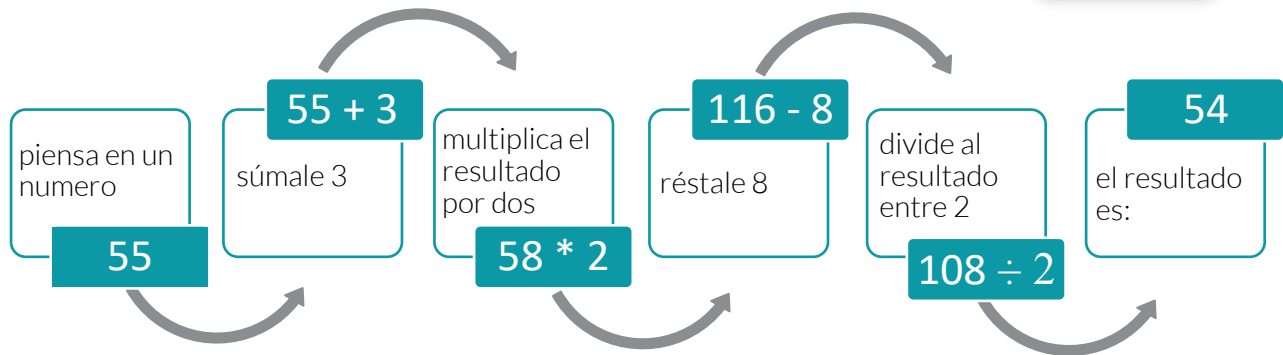 piensa en un
numero
55
55 + 3
súmale 3
multiplica el
resultado
por dos
58 * 2
116 - 8
réstale 8
divide al
resultado
entre 2
108 ÷ 2
54
el resultado
es: